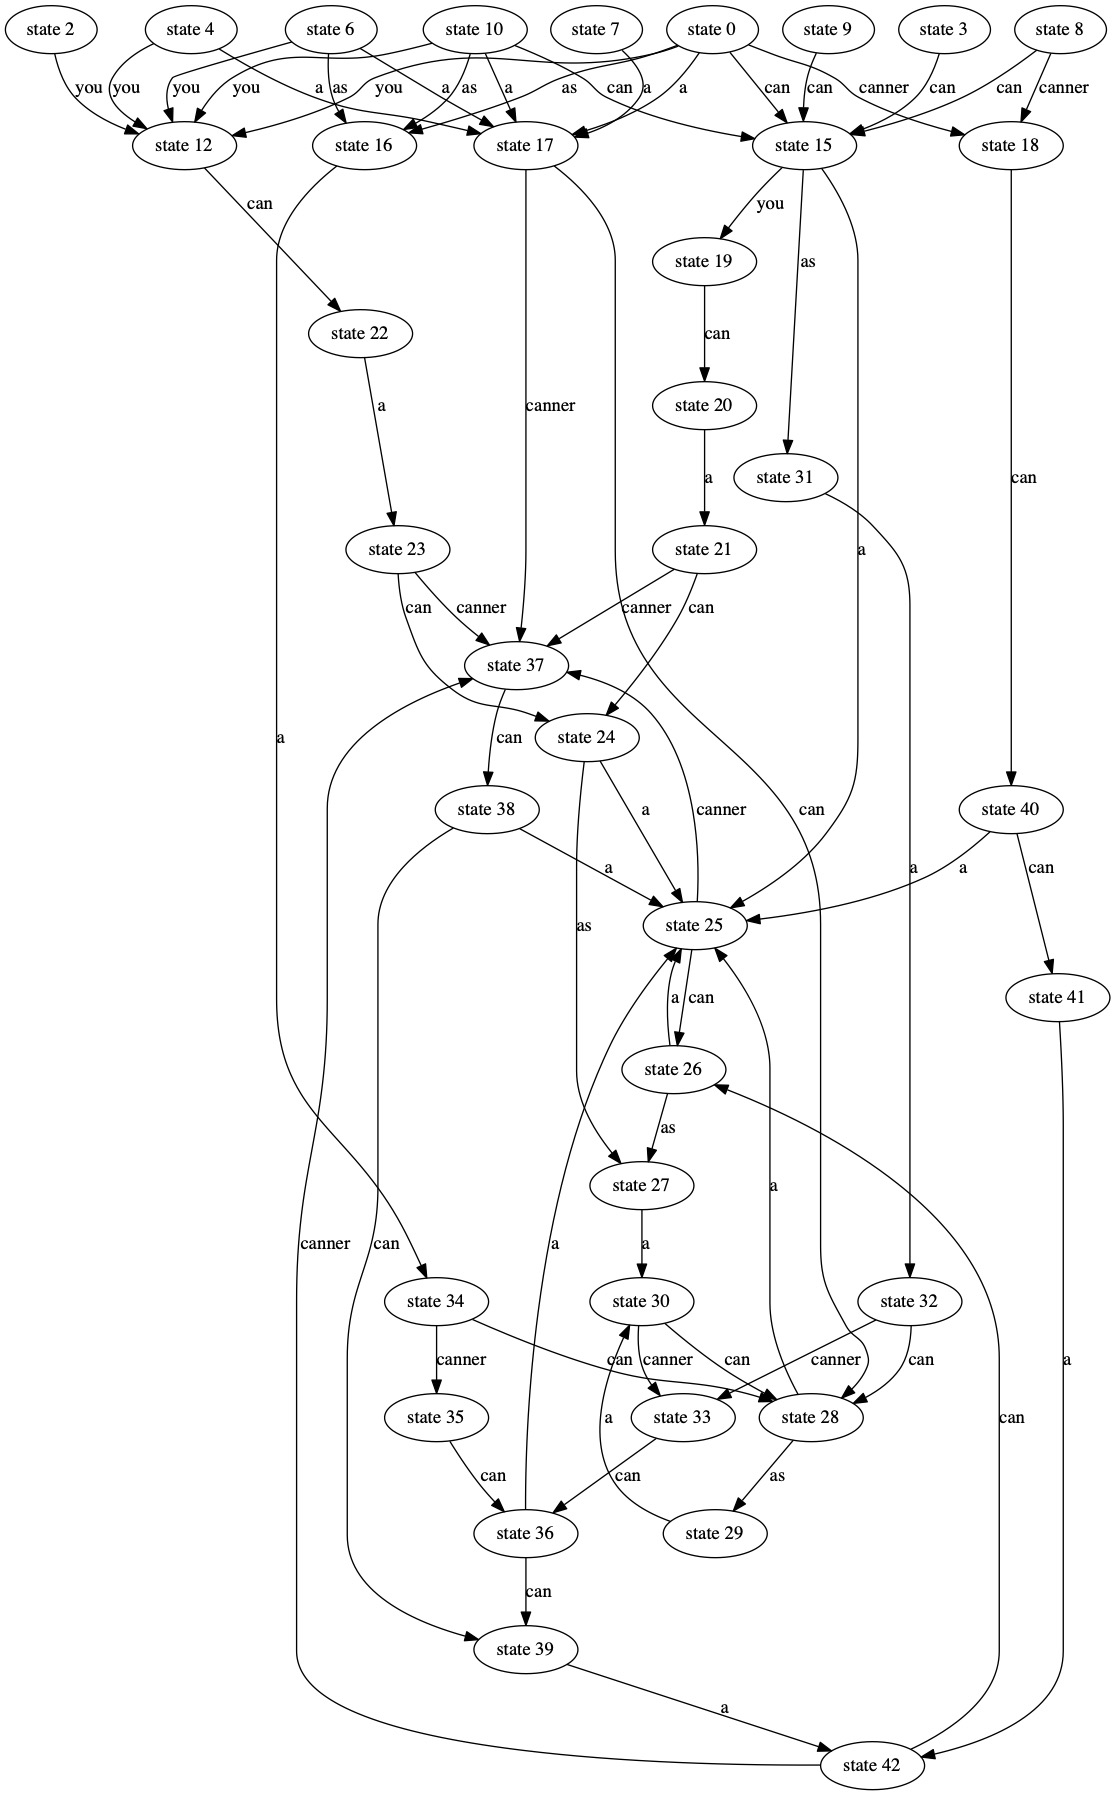 state 2 state 4 state 6 state 10 state 7 state 0 state 9 state 3 state 8
you you you as you a a as can you as a a can can canner can can canner
state 12 state 16 state 17 state 15 state 18
can you
state 19 as
state 22 can can
a canner state 20
state 31 can
a
state 23 state 21 a
can canner canner can
state 37
a can state 24
state 38 a canner can state 40
a a a can
as state 25
a can state 41
state 26
as
state 27 a a
canner can a a
state 34 state 30 state 32
canner can canner can canner can
state 35 a state 33 state 28 can
can can as
state 36 state 29
can
state 39
a
state 42